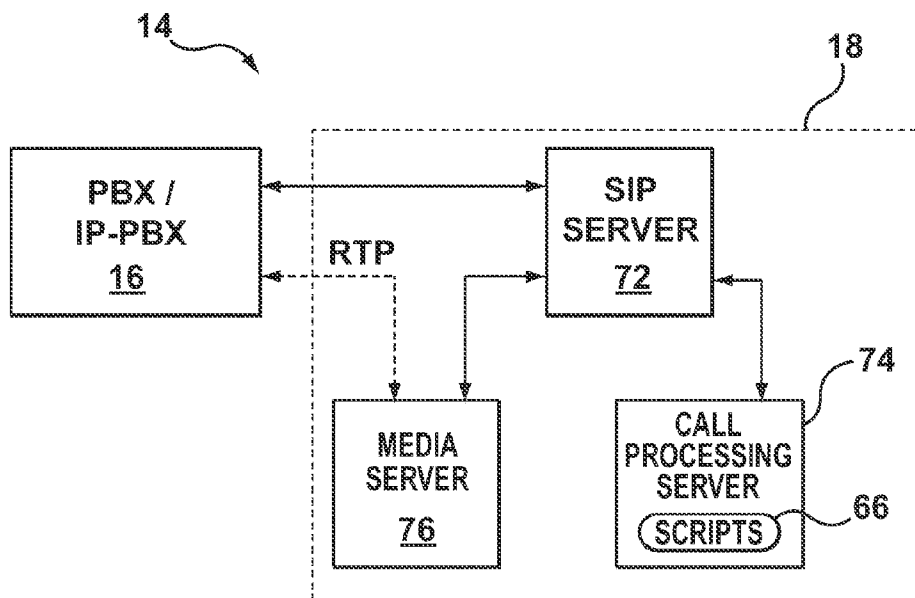 14
18
PBX /
IP-PBX
16
RTP
SIP
SERVER
72
MEDIA
SERVER
76
74
CALL
PROCESSING
SERVER
SCRIPTS
66